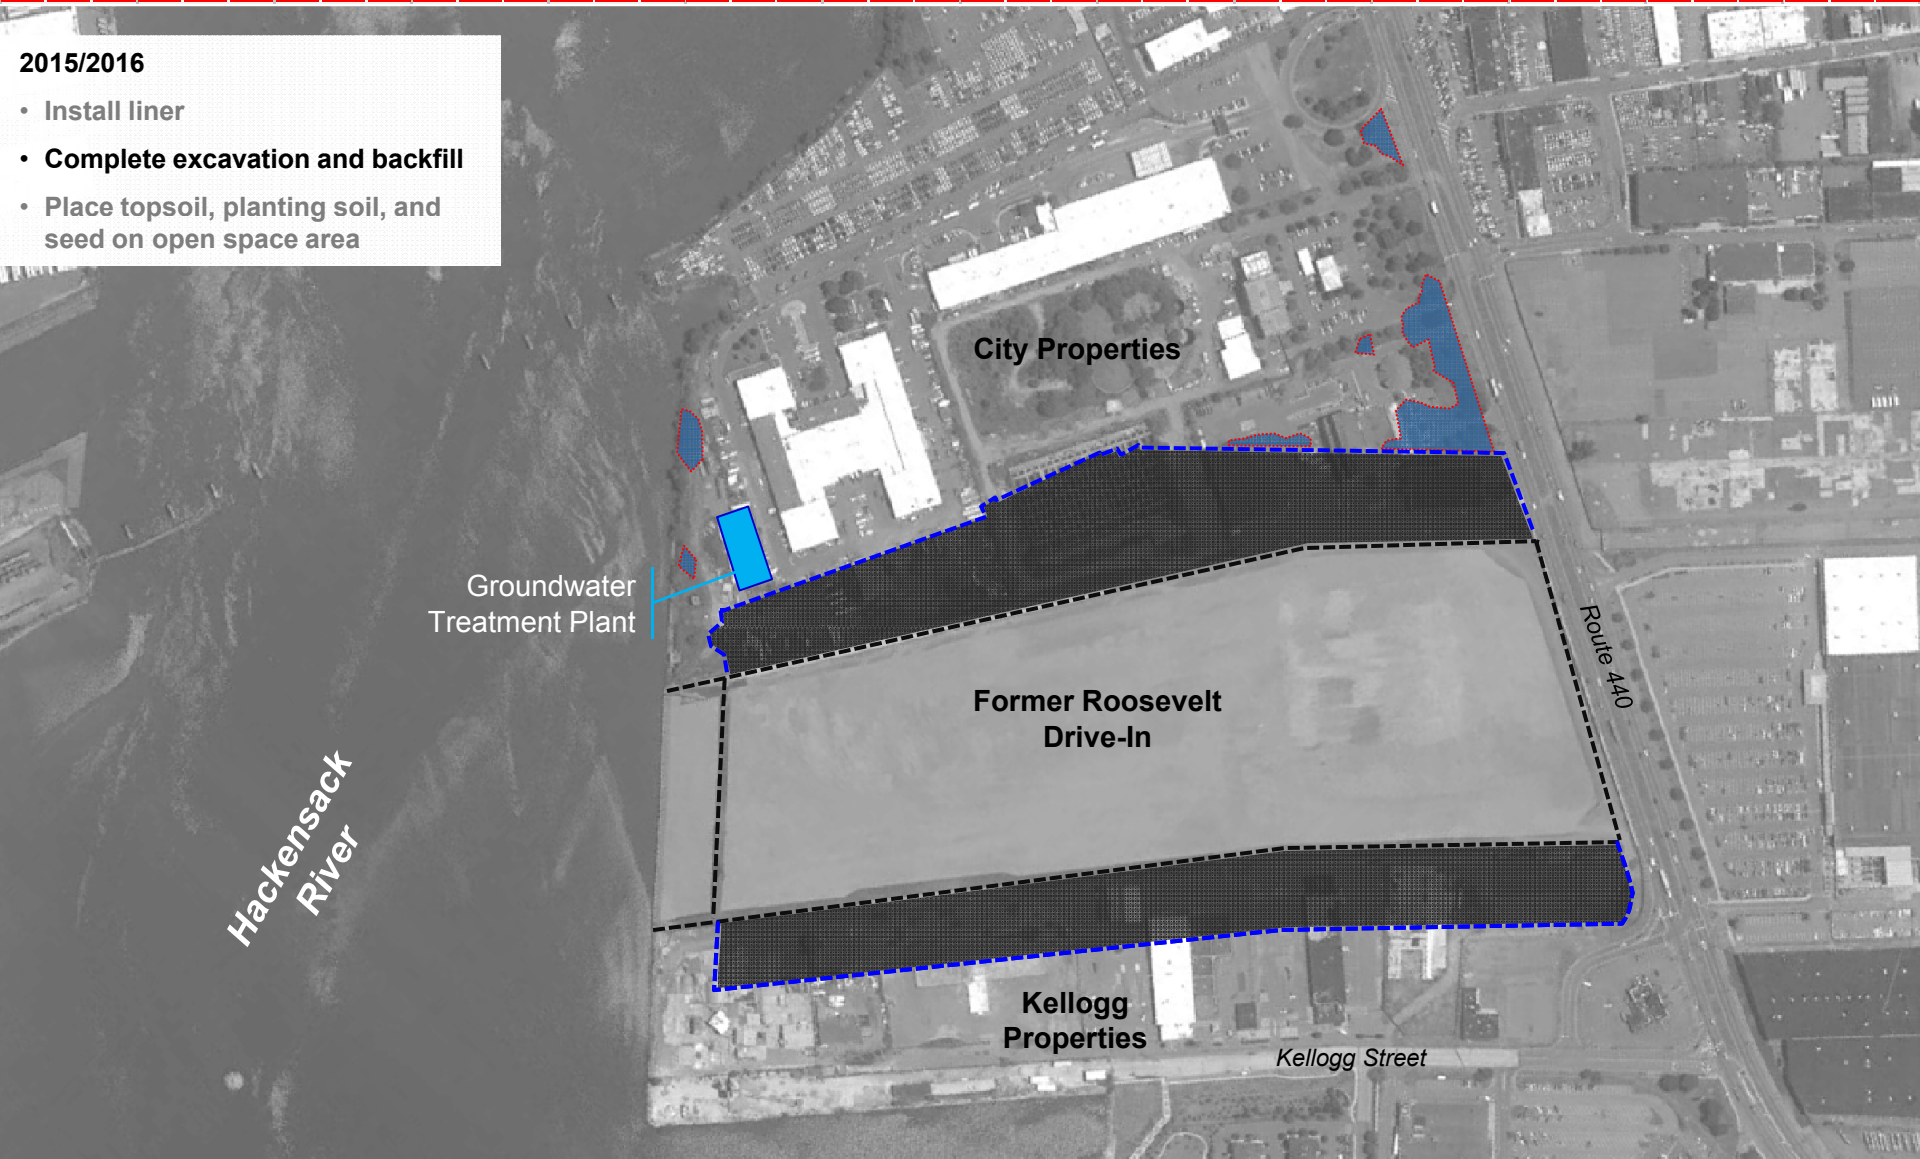 2015/2016
• Install liner
• Complete excavation and backfill
• Place topsoil, planting soil, and
seed on open space area
City Properties
Groundwater
Treatment Plant
Route 440
Former Roosevelt
Drive-In
Hackensack
River
Kellogg
Properties
Kellogg Street